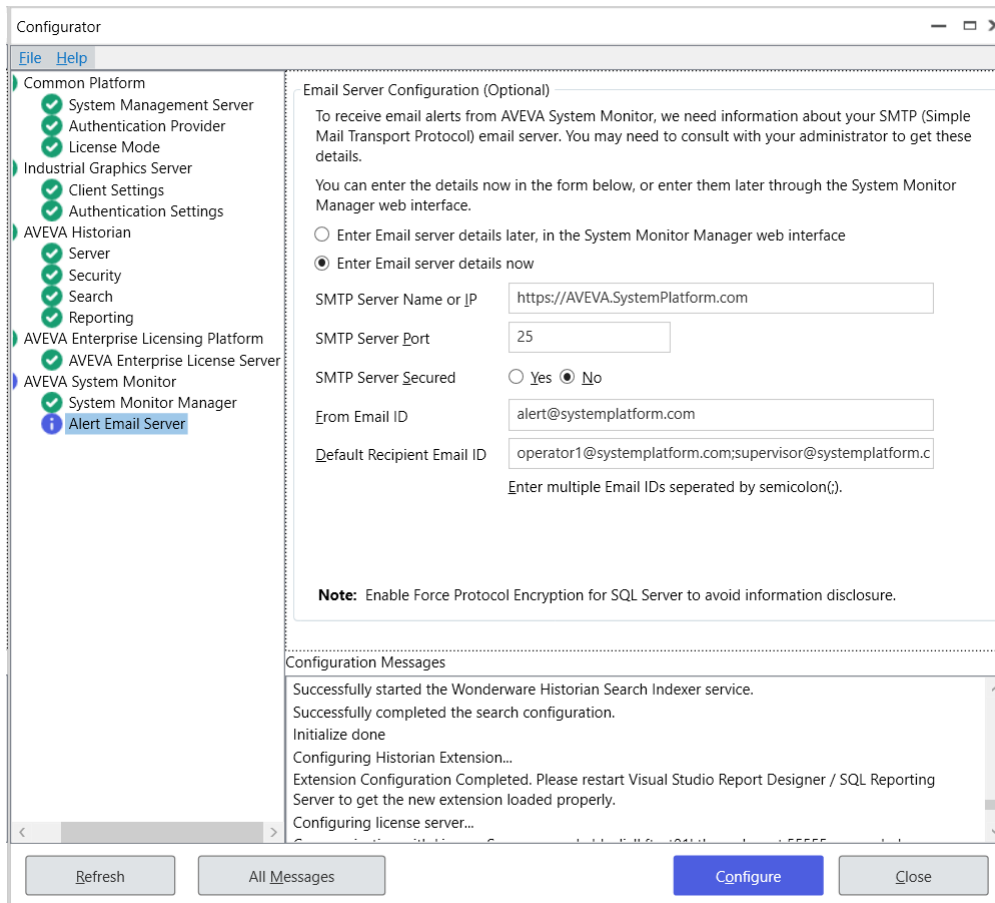 Configurator
File Help
Common Platform
System Management Server
Authentication Provider
License Mode
Industrial Graphics Server
Client Settings
Authentication Settings
AVEVA Historian
Server
Security
Search
Reporting
AVEVA Enterprise Licensing Platform
AVEVA Enterprise License Server
AVEVA System Monitor
System Monitor Manager
Alert Email Server
Email Server Configuration (Optional)
To receive email alerts from AVEVA System Monitor, we need information about your SMTP (Simple
Mail Transport Protocol) email server. You may need to consult with your administrator to get these
details.
You can enter the details now in the form below, or enter them later through the System Monitor
Manager web interface.
Enter Email server details later, in the System Monitor Manager web interface
Enter Email server details now
SMTP Server Name or IP https://AVEVA.SystemPlatform.com
SMTP Server Port 25
SMTP Server Secured Yes No
From Email ID alert@systemplatform.com
Default Recipient Email ID operator1@systemplatform.com;supervisor@systemplatform.c
Enter multiple Email IDs seperated by semicolon(;).
Note: Enable Force Protocol Encryption for SQL Server to avoid information disclosure.
Configuration Messages
Successfully started the Wonderware Historian Search Indexer service.
Successfully completed the search configuration.
Initialize done
Configuring Historian Extension...
Extension Configuration Completed. Please restart Visual Studio Report Designer / SQL Reporting
Server to get the new extension loaded properly.
Configuring license server...
Refresh All Messages Configure Close